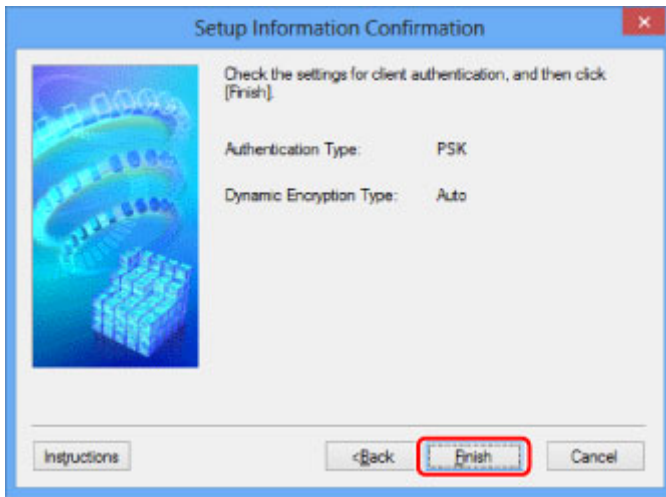 Setup Information Confirmation
Check the settings for client authentication, and then click
[Finish].
Authentication Type: PSK
Dynamic Encryption Type: Auto
Instructions
<Back
Finish
Cancel